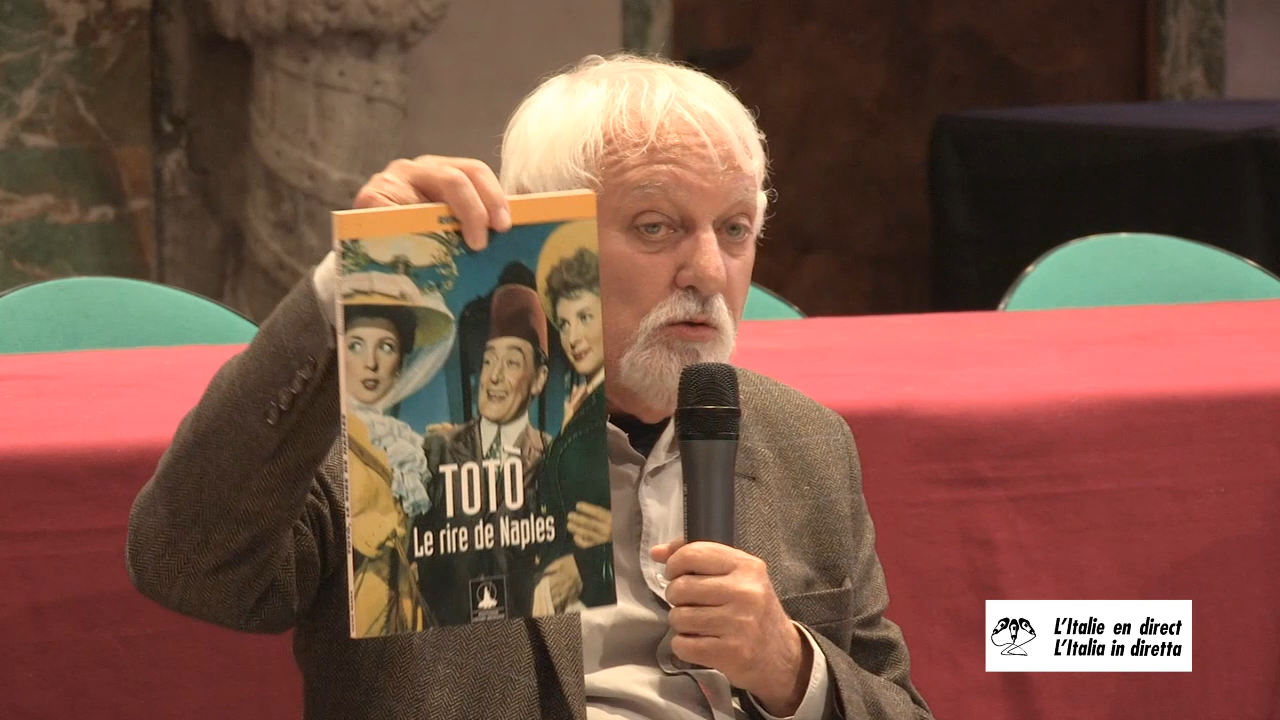 TOTÒ
Le rire de Naples
L'Italie en direct
L'Italia in diretta